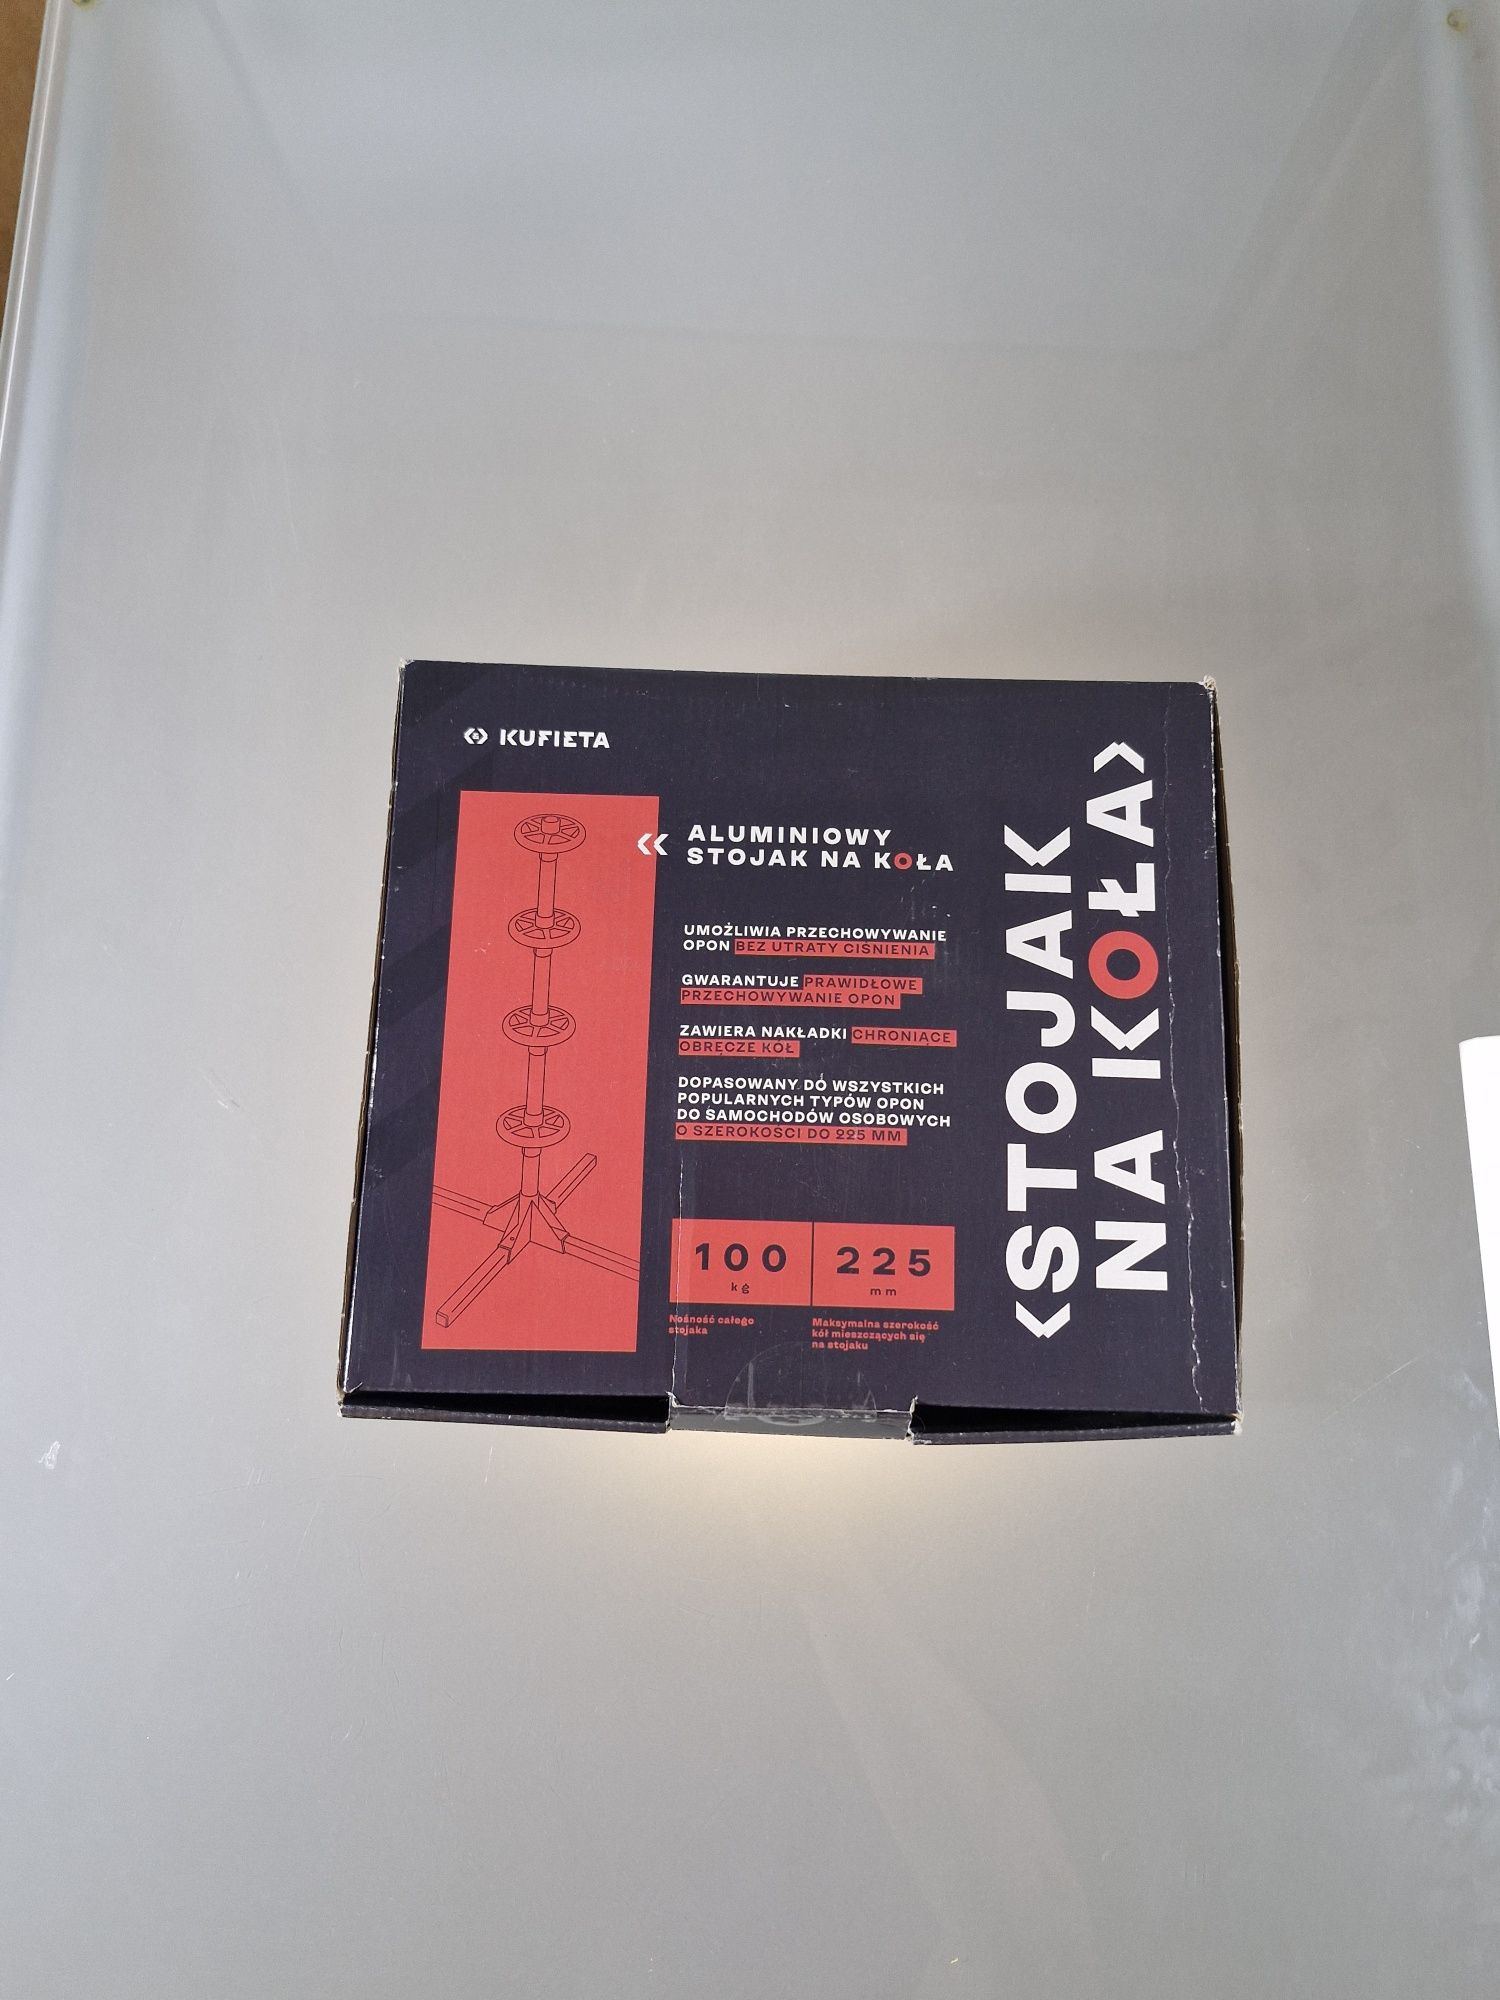 KUFIETA
ALUMINIOWY
STOJAK NA KOŁA
UMOŻLIWIA PRZECHOWYWANIE
OPON BEZ UTRATY CIŚNIENIA
GWARANTUJE PRAWIDŁOWE
PRZECHOWYWANIE OPON
ZAWIERA NAKŁADKI CHRONIĄCE
OBRĘCZE KÓŁ
DOPASOWANY DO WSZYSTKICH
POPULARNYCH TYPÓW OPON
DO SAMOCHODÓW OSOBOWYCH
O SZEROKOŚCI DO 225 MM
100
kg
Nośność całego
stojaka
225
mm
Maksymalna szerokość
kół mieszczących się
na stojaku
STOJAK
NA KOŁA